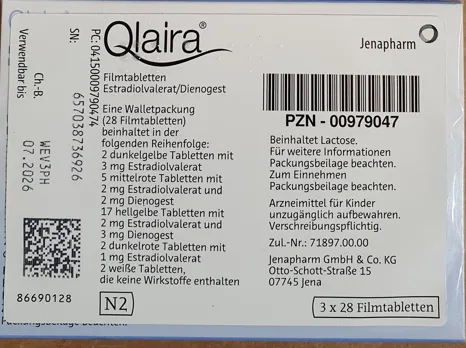 Qlaira®
Filmtabletten
Estradiolvalerat/Dienogest
Eine Walletpackung
(28 Filmtabletten)
beinhaltet in der
folgenden Reihenfolge:
2 dunkelgelbe Tabletten mit
3 mg Estradiolvalerat
5 mittelrote Tabletten mit
2 mg Estradiolvalerat und
2 mg Dienogest
17 hellgelbe Tabletten mit
2 mg Estradiolvalerat und
3 mg Dienogest
2 dunkelrote Tabletten mit
1 mg Estradiolvalerat
2 weiße Tabletten,
die keine Wirkstoffe enthalten
N2
Jenapharm
PZN - 00979047
Beinhaltet Lactose.
Für weitere Informationen
Packungsbeilage beachten.
Zum Einnehmen
Packungsbeilage beachten.
Arzneimittel für Kinder
unzugänglich aufbewahren.
Verschreibungspflichtig.
Zul.-Nr.: 71897.00.00
Jenapharm GmbH & Co. KG
Otto-Schott-Straße 15
07745 Jena
3 x 28 Filmtabletten
PC: 04150009790474
SN: 657038736926
Ch.-B. WEV3PH
Verwendbar bis 07.2026
86690128
Packungsbeilage beachten.